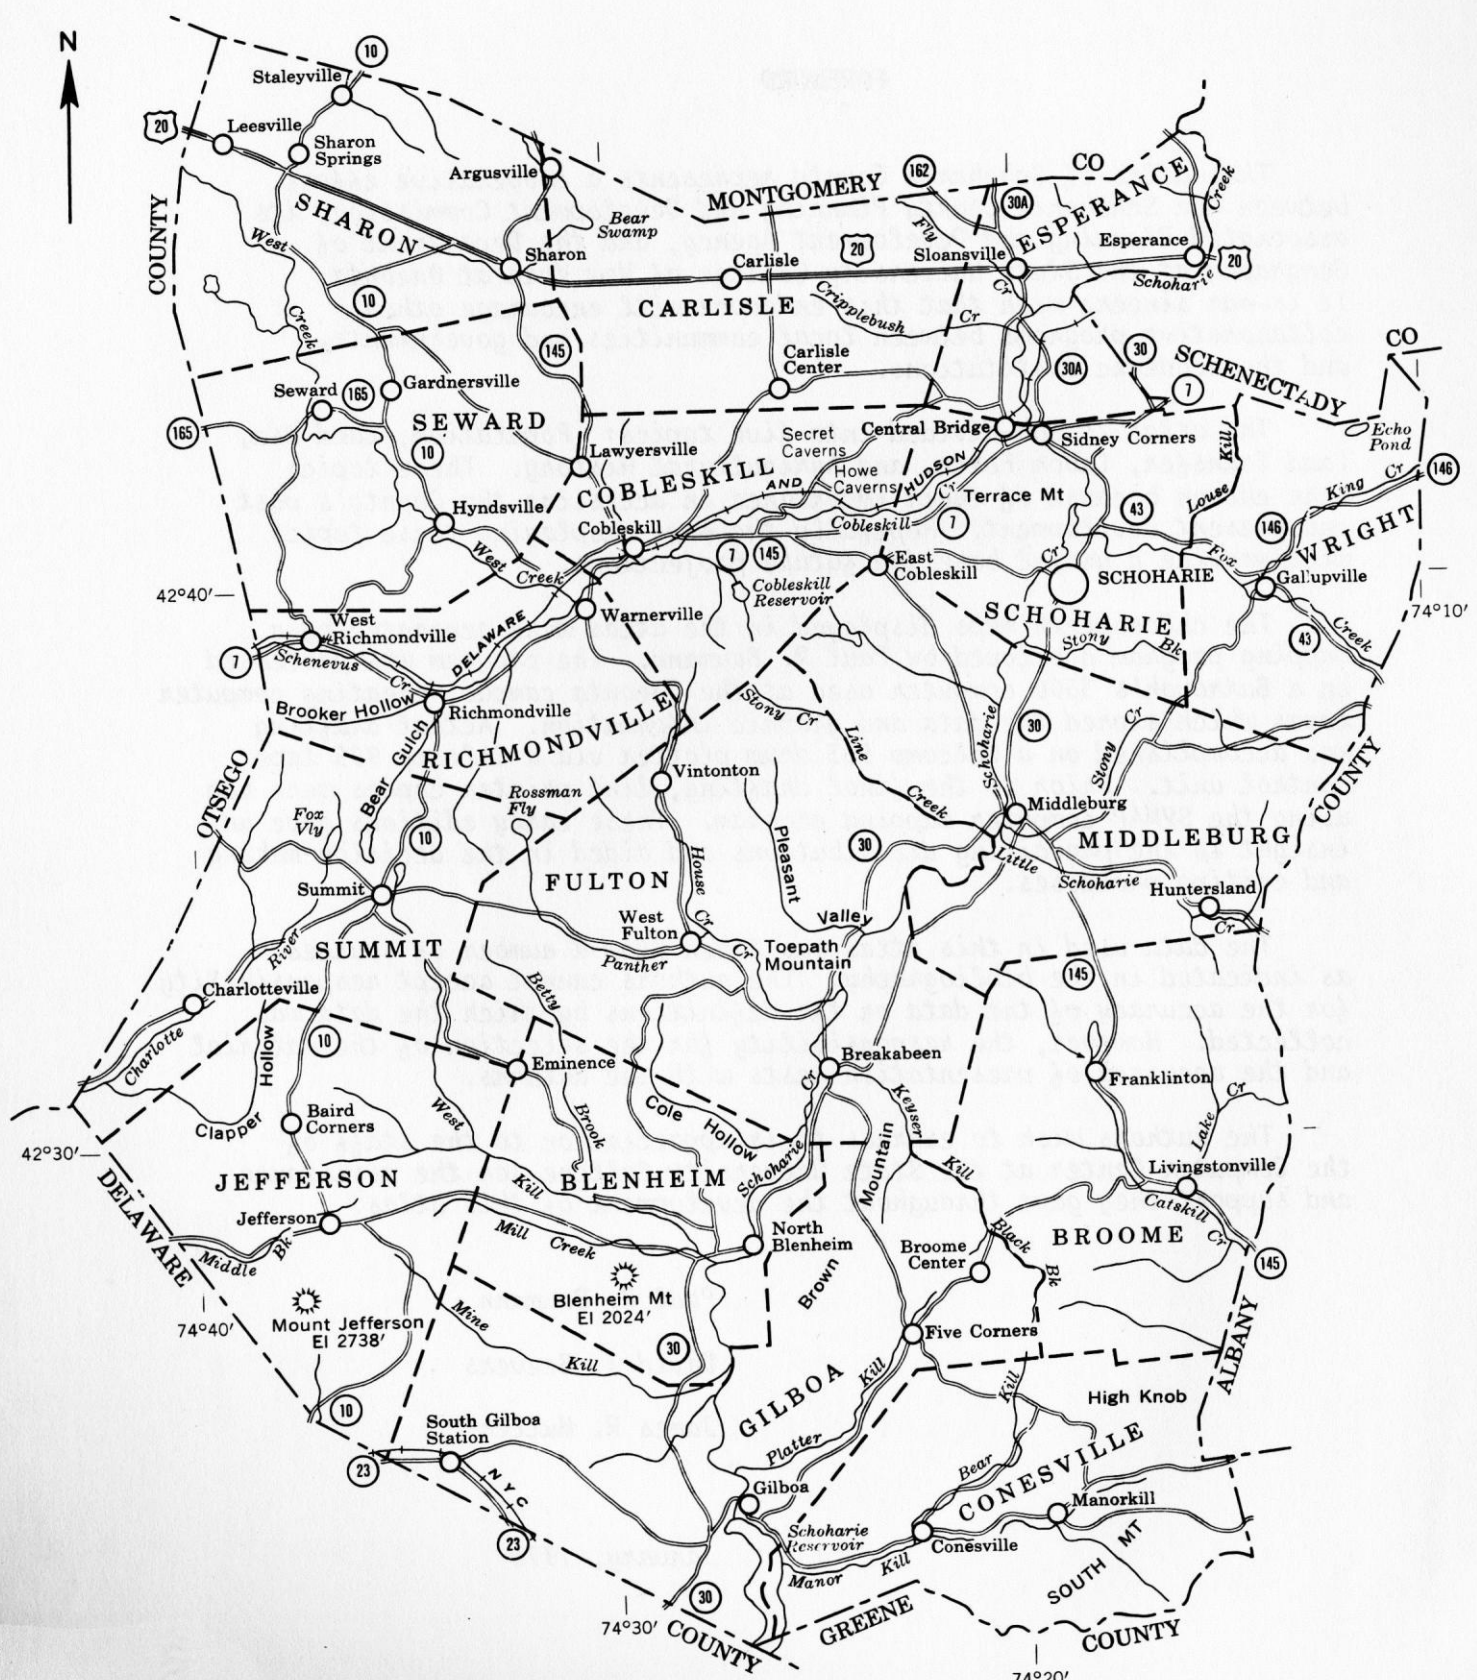 N
10
Staleyville
20
Leesville
Sharon
Springs
Argusville
Bear
Swamp
SHARON
West
Creek
COUNTY
MONTGOMERY
CO
162
30A
ESPERANCE
Creek
Fly
Cr
20
Sharon
Carlisle
Sloansville
Esperance
20
Schoharie
CARLISLE
Cripplebush
Cr
10
145
Carlisle
Center
30A
30
7
SCHENECTADY
CO
Seward
165
Gardnersville
165
SEWARD
10
Lawyersville
Secret
Caverns
Central Bridge
Sidney Corners
Kill
Louse
Echo
Pond
146
King Cr
COBLESKILL
Howe
Caverns
AND
HUDSON
Cr
Terrace Mt
43
146
WRIGHT
Hyndsville
Cobleskill
Cobleskill
7
West
Creek
7
145
Cobleskill
Reservoir
East
Cobleskill
Cr
SCHOHARIE
Fox
Gallupville
42°40'
74°10'
Warnerville
SCHOHARIE
Stony
Bk
43
Creek
West
Richmondville
7
Schenevus
Cr
DELAWARE
Brooker Hollow
Richmondville
Stony Cr
Line
Creek
Schoharie
30
Stony
Cr
RICHMONDVILLE
OTSEGO
Bear Gulch
Vintonton
Rossman
Fly
Fox
Vly
10
Middleburg
COUNTY
MIDDLEBURG
30
Pleasant
Valley
House
Cr
Little
Schoharie
Huntersland
Cr
Summit
FULTON
West
Fulton
Panther
Cr
Toepath
Mountain
SUMMIT
River
Charlotteville
Charlotte
Betty
Brook
145
Hollow
Clapper
10
Eminence
Breakabeen
Cr
Franklinton
Baird
Corners
West
Kill
Cole
Hollow
Keyser
Kill
Lake
Cr
42°30'
JEFFERSON
BLENHEIM
Schoharie
Mountain
Brown
Livingstonville
Catskill
Cr
DELAWARE
Jefferson
Middle
Bk
Mill
Creek
North
Blenheim
Broome
Center
Black
Bk
BROOME
145
74°40'
Mount Jefferson
El 2738'
Blenheim Mt
El 2024'
Mine
Kill
30
Five Corners
ALBANY
GILBOA
Kill
Platter
Kill
Bear
High Knob
10
South Gilboa
Station
23
NYC
23
Gilboa
CONESVILLE
Manorkill
Schoharie
Reservoir
Conesville
Manor
Kill
SOUTH MT
30
74°30'
COUNTY
GREENE
COUNTY
74°20'